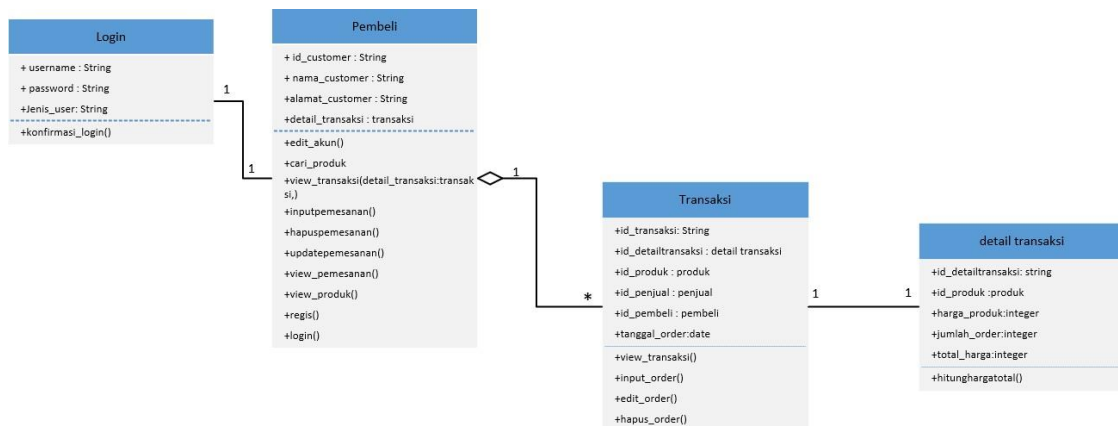 Login
+ username : String
+ password : String
+Jenis_user: String
+konfirmasi_login()
1
1
Pembeli
+ id_customer : String
+ nama_customer : String
+alamat_customer : String
+detail_transaksi : transaksi
+edit_akun()
+cari_produk
+view_transaksi(detail_transaksi:transak
si,)
+inputpemesanan()
+hapuspemesanan()
+updatepemesanan()
+view_pemesanan()
+view_produk()
+regis()
+login()
1
*
Transaksi
+id_transaksi: String
+id_detailtransaksi : detail transaksi
+id_produk : produk
+id_penjual : penjual
+id_pembeli : pembeli
+tanggal_order:date
+view_transaksi()
+input_order()
+edit_order()
+hapus_order()
1
1
detail transaksi
+id_detailtransaksi: string
+id_produk :produk
+harga_produk:integer
+jumlah_order:integer
+total_harga:integer
+hitunghargatotal()